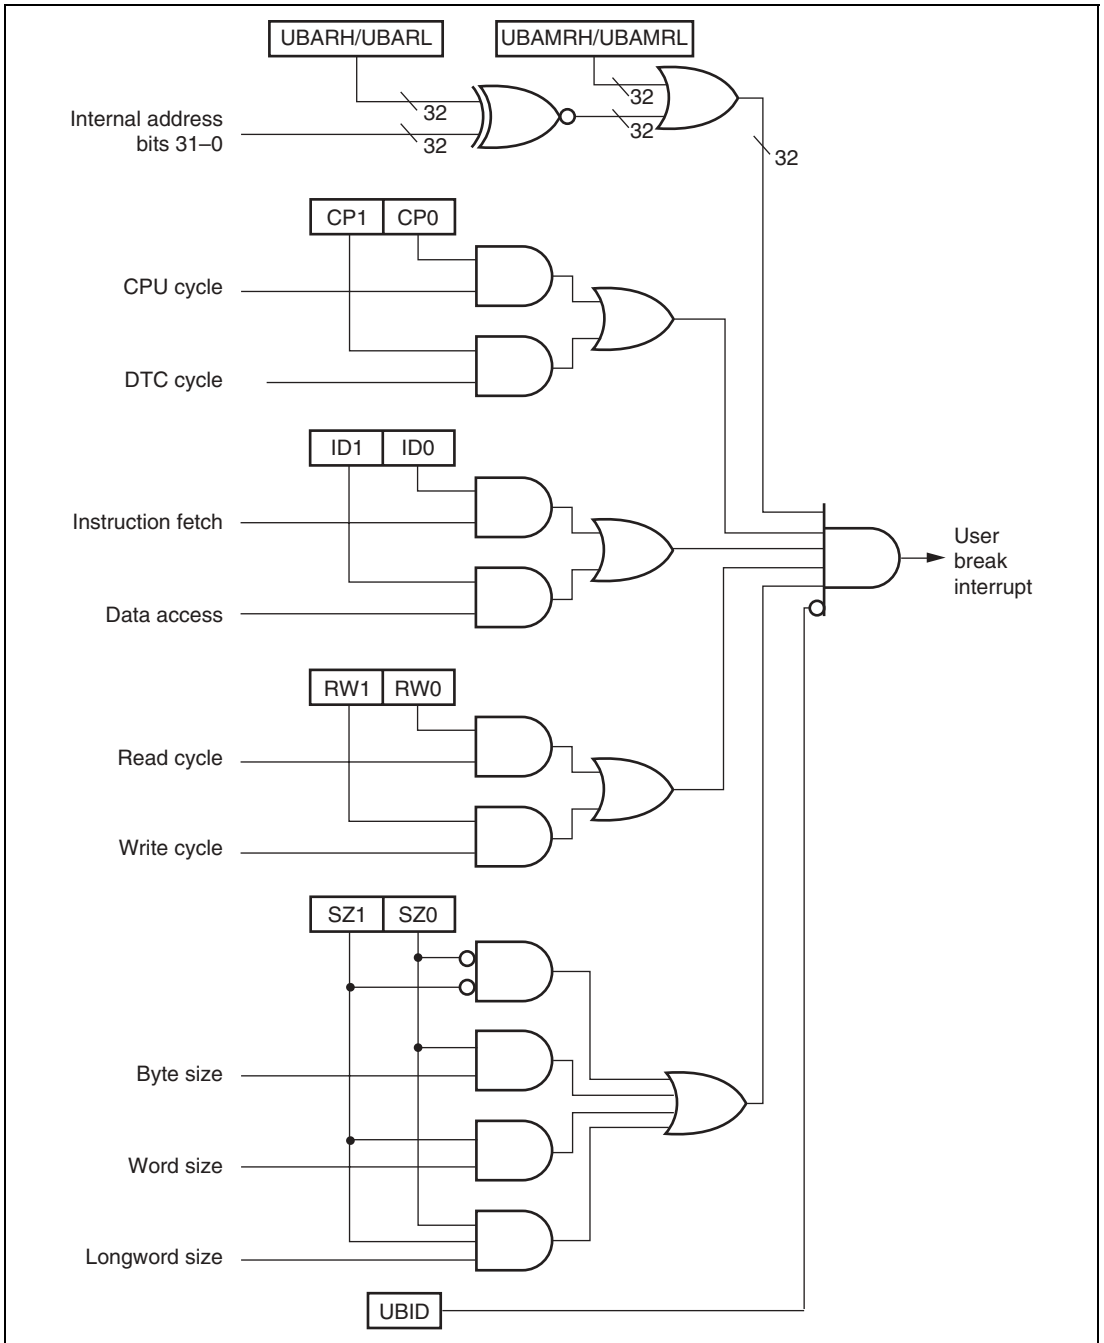 UBARH/UBARL
UBAMRH/UBAMRL
32
32
32
32
Internal address
bits 31–0
32
CP1
CP0
CPU cycle
DTC cycle
ID1
ID0
Instruction fetch
Data access
User
break
interrupt
RW1
RW0
Read cycle
Write cycle
SZ1
SZ0
Byte size
Word size
Longword size
UBID